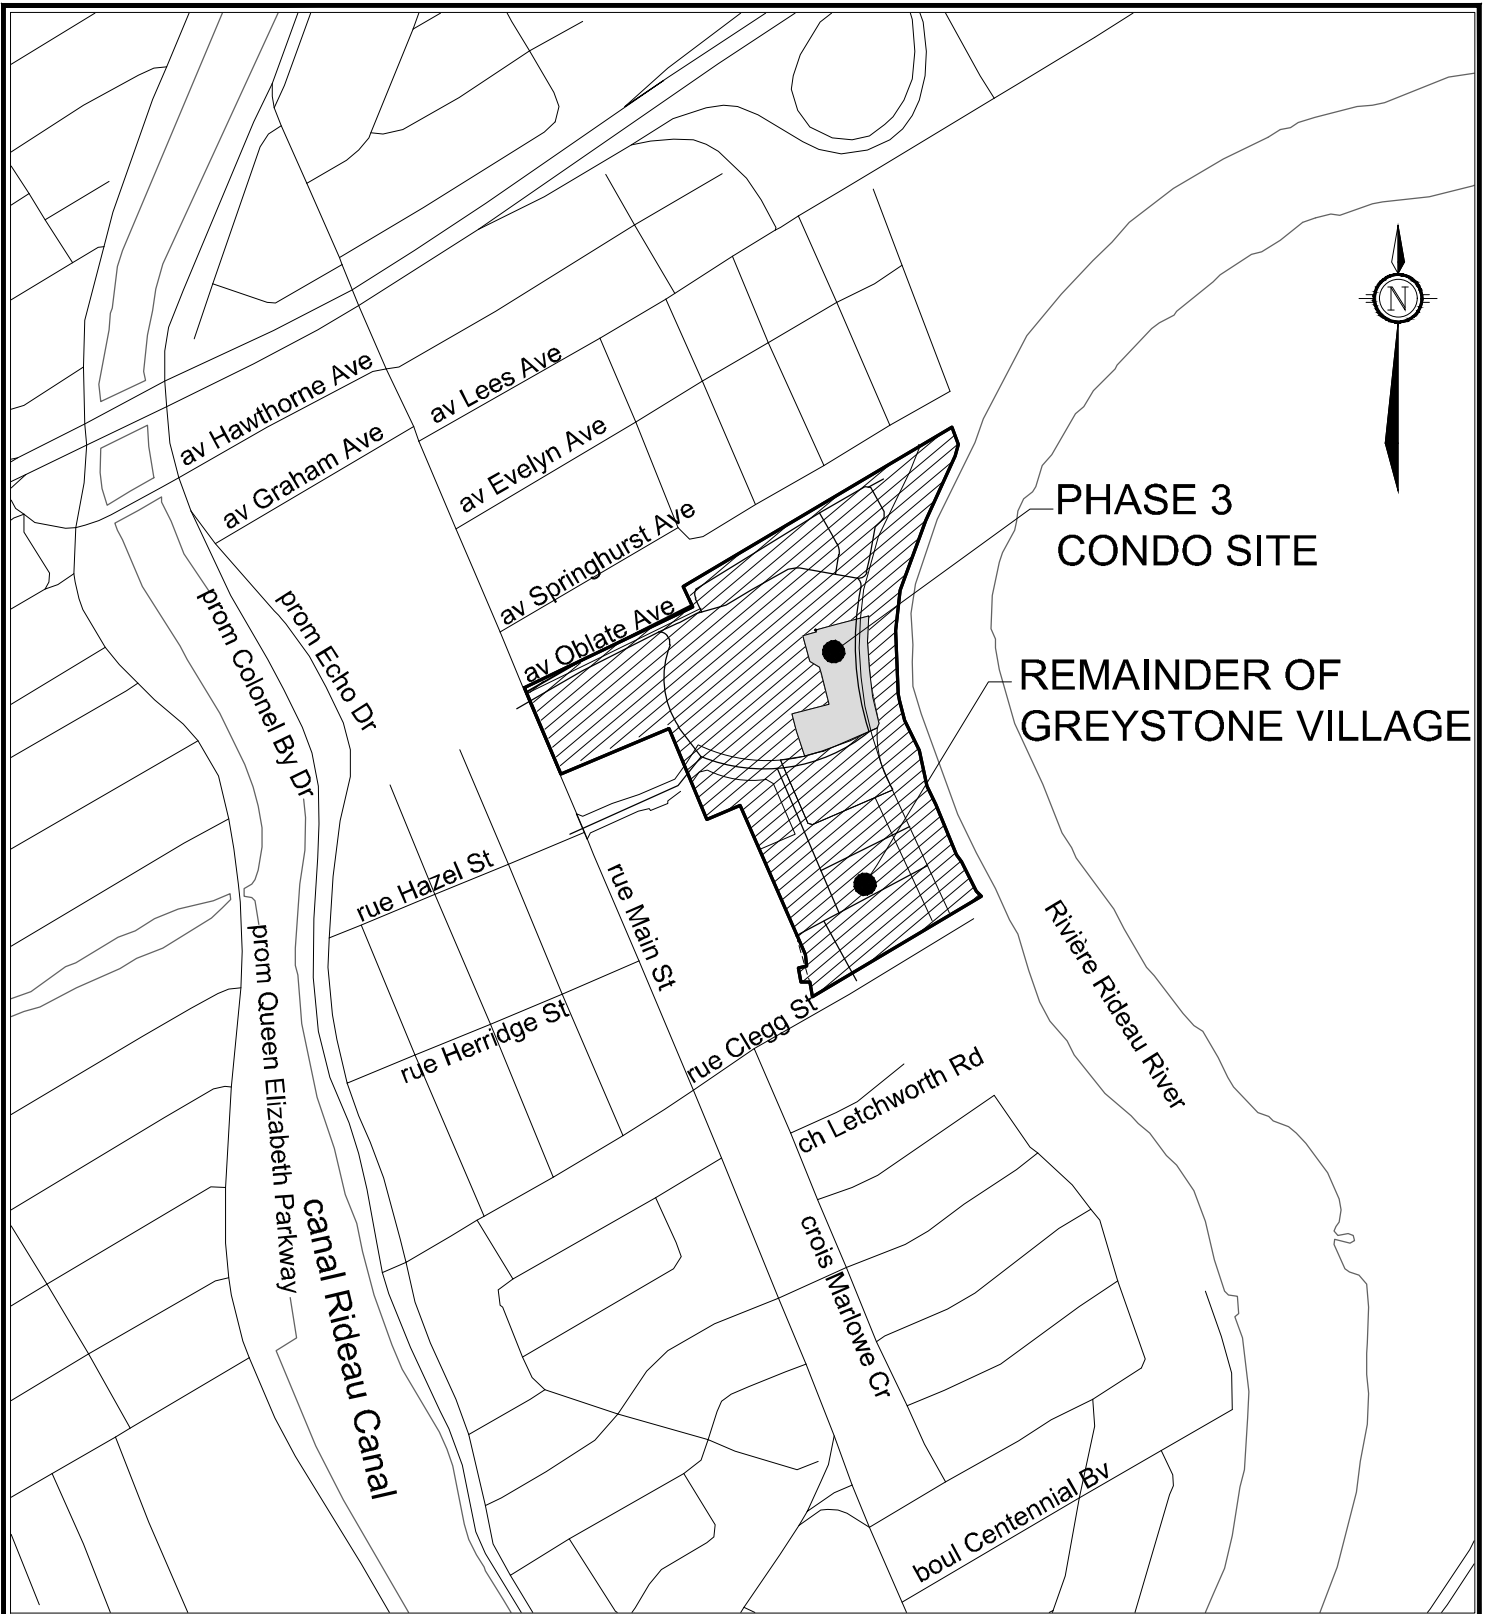 N
av Hawthorne Ave
av Lees Ave
av Graham Ave
av Evelyn Ave
PHASE 3
CONDO SITE
av Springhurst Ave
av Oblate Ave
prom Echo Dr
prom Colonel By Dr
REMAINDER OF
GREYSTONE VILLAGE
rue Hazel St
rue Main St
Rivière Rideau River
prom Queen Elizabeth Parkway
rue Herridge St
rue Clegg St
ch Letchworth Rd
canal Rideau Canal
crois Marlowe Cr
boul Centennial Bv